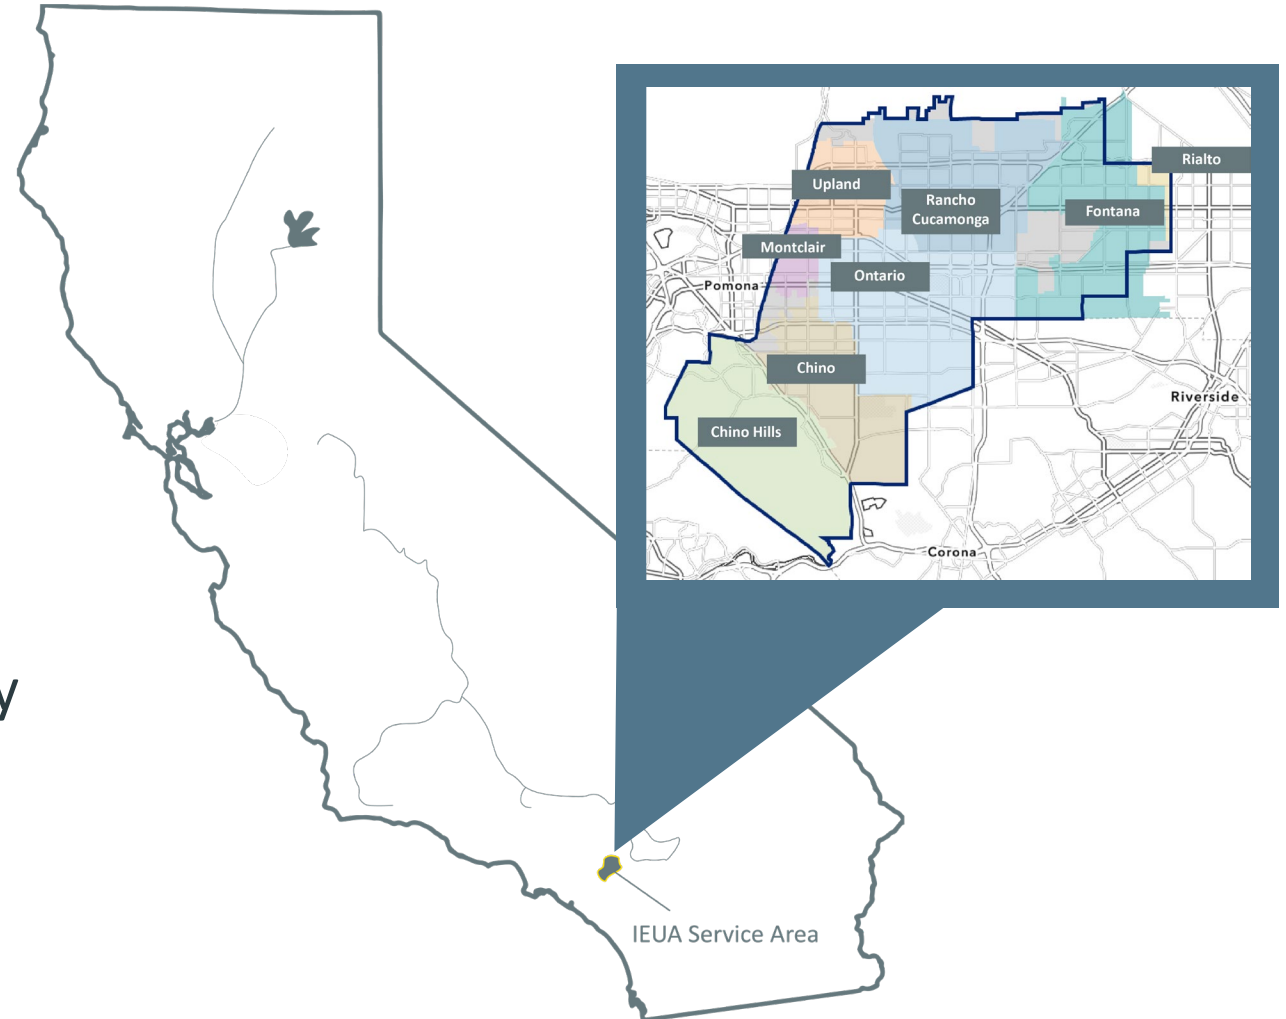 Rialto
Upland
Rancho
Cucamonga
Fontana
Montclair
Ontario
Pomona
Chino
Riverside
Chino Hills
Corona
y
IEUA Service Area